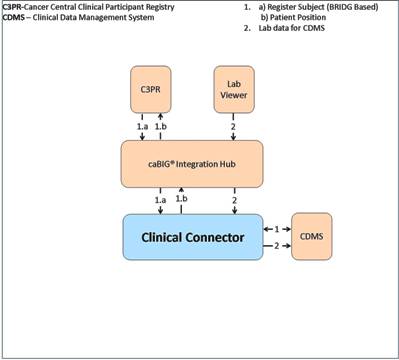 C3PR-Cancer Central Clinical Participant Registry
CDMS – Clinical Data Management System
1. a) Register Subject (BRIDG Based)
b) Patient Position
2. Lab data for CDMS
C3PR
Lab
Viewer
1.a 1.b
2
caBIG® Integration Hub
1.a 1.b
2
Clinical Connector
1
2
CDMS